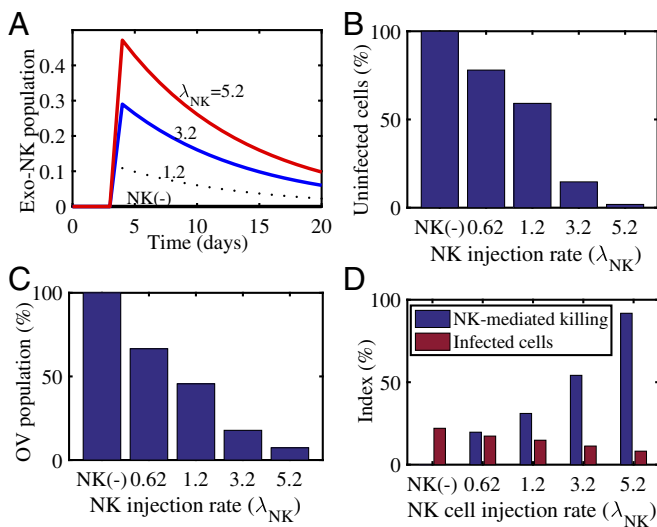 A
Exo-NK population
0.4
0.3
0.2
0.1
0
λNK=5.2
3.2
1.2
NK(-)
0 5 10 15 20
Time (days)
B
Uninfected cells (%)
100
50
0
NK(-) 0.62 1.2 3.2 5.2
NK injection rate (λNK)
C
OV population (%)
100
50
0
NK(-) 0.62 1.2 3.2 5.2
NK injection rate (λNK)
D
Index (%)
100
50
0
NK-mediated killing
Infected cells
NK(-) 0.62 1.2 3.2 5.2
NK cell injection rate (λNK)